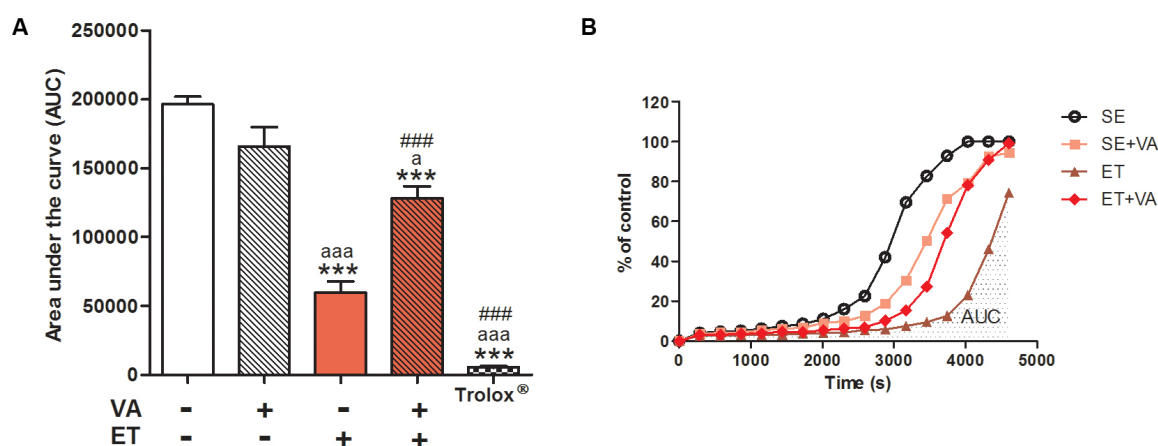 A
Area under the curve (AUC)
250000
200000
150000
100000
50000
0
aaa
***
###
a
***
###
aaa
***
Trolox®
VA - + - +
ET - - + +
B
% of control
120
100
80
60
40
20
0
AUC
0 1000 2000 3000 4000 5000
Time (s)
SE
SE+VA
ET
ET+VA